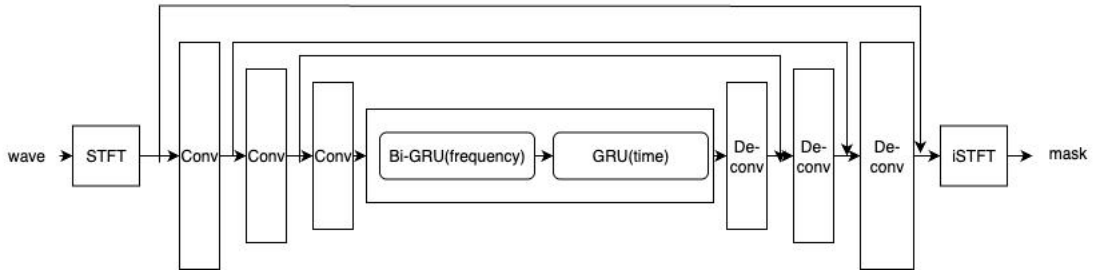 wave
STFT
Conv
Conv
Conv
Bi-GRU(frequency)
GRU(time)
De-
conv
De-
conv
De-
conv
iSTFT
mask